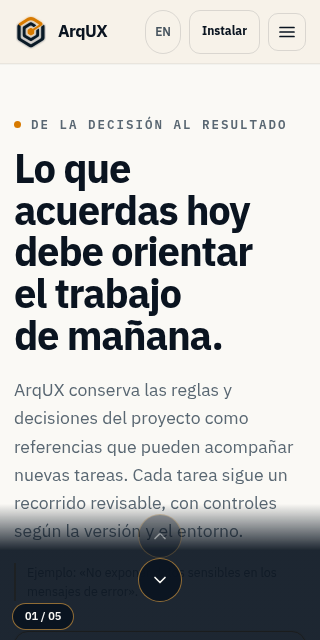 ArqUX
EN
Instalar
DE LA DECISIÓN AL RESULTADO
Lo que
acuerdas hoy
debe orientar
el trabajo
de mañana.
ArqUX conserva las reglas y
decisiones del proyecto como
referencias que pueden acompañar
nuevas tareas. Cada tarea sigue un
recorrido revisable, con controles
según la versión y el entorno.
Ejemplo: «No expon sensibles en los
mensajes de error».
01 / 05